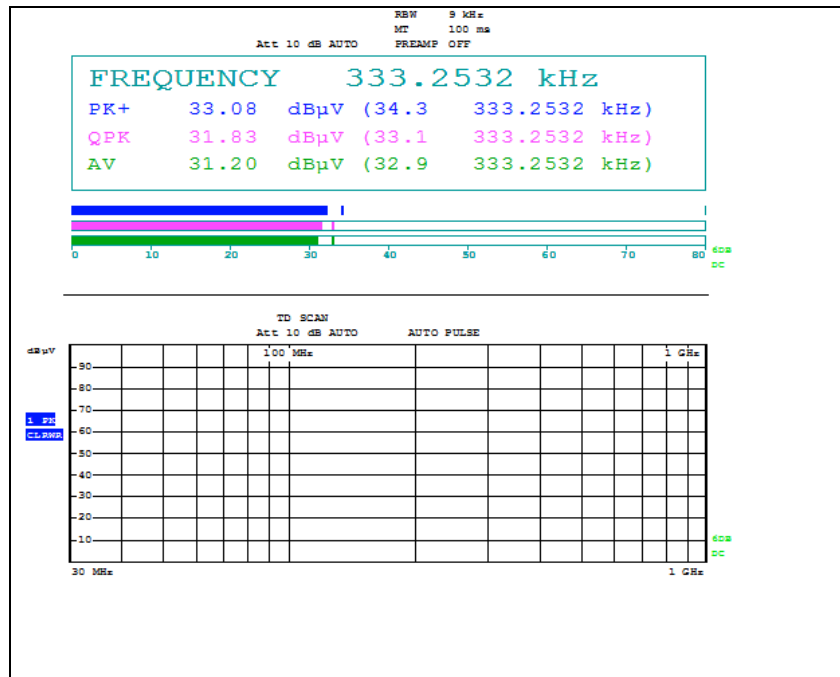 RBW 9 kHz
MT 100 ms
Att 10 dB AUTO PREAMP OFF
FREQUENCY 333.2532 kHz
PK+ 33.08 dBµV (34.3 333.2532 kHz)
QPK 31.83 dBµV (33.1 333.2532 kHz)
AV 31.20 dBµV (32.9 333.2532 kHz)
0 10 20 30 40 50 60 70 80
6DB
DC
TD SCAN
Att 10 dB AUTO AUTO PULSE
dBµV
100 MHz 1 GHz
90
80
70
1 PK
60
CLRWR
50
40
30
20
10
6DB
DC
30 MHz 1 GHz